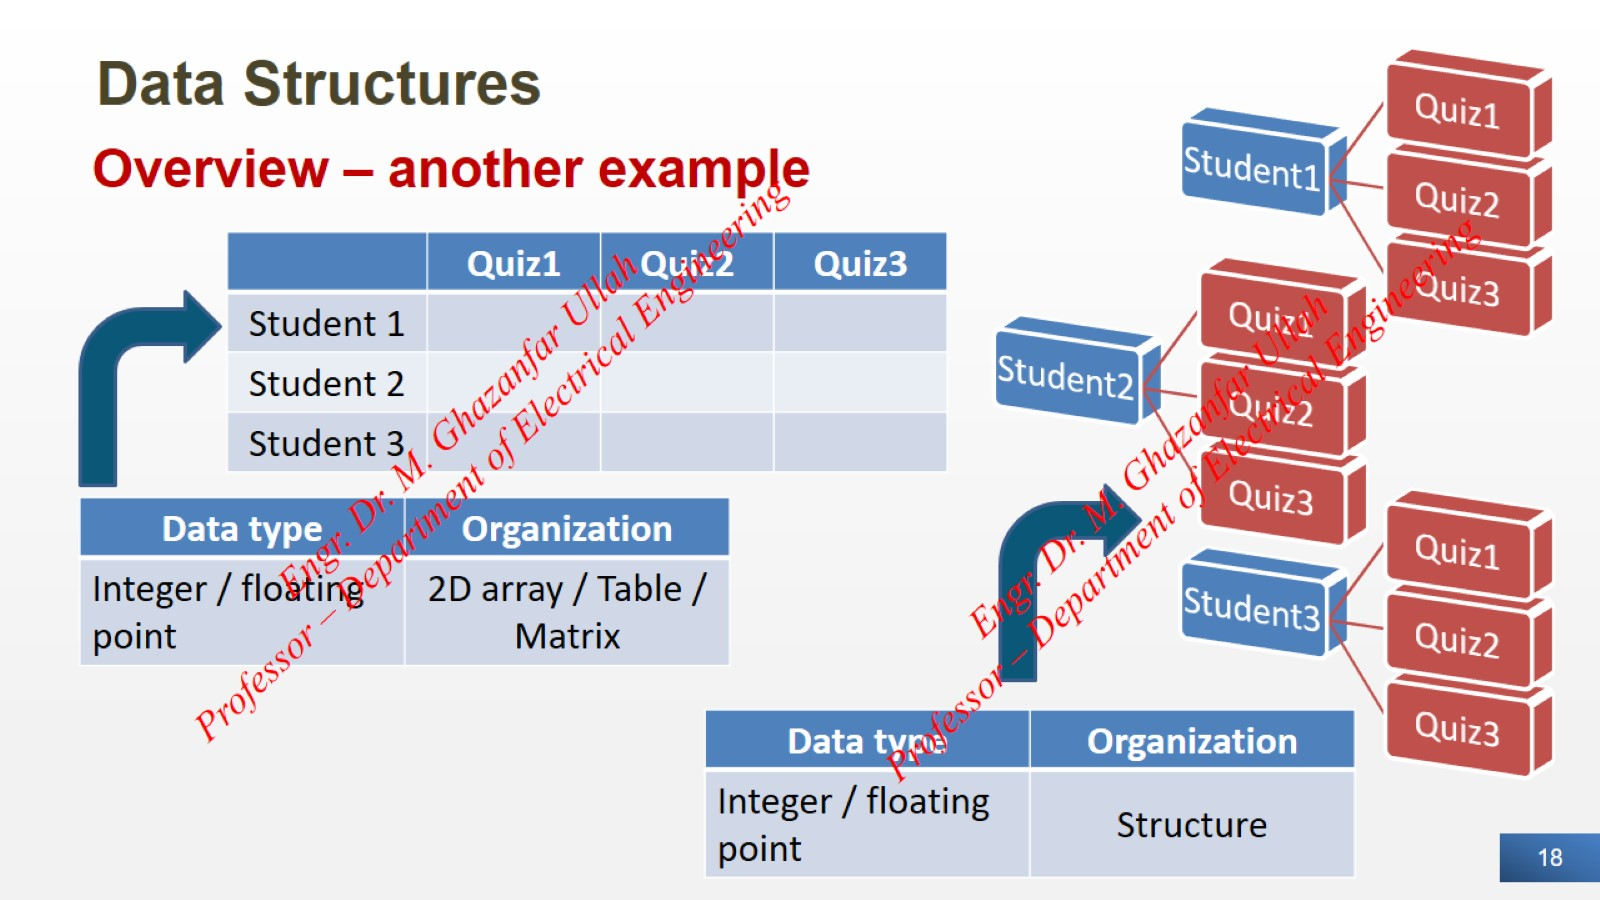 Data Structures
Overview – another example
Quiz1 Quiz2 Quiz3
Student 1
Student 2
Student 3
Data type Organization
Integer / floating 2D array / Table /
point Matrix
Engr. Dr. M. Ghazanfar Ullah
Professor – Department of Electrical Engineering
Student1
Quiz1
Quiz2
Quiz3
Student2
Quiz1
Quiz2
Quiz3
Student3
Quiz1
Quiz2
Quiz3
Engr. Dr. M. Ghazanfar Ullah
Professor – Department of Electrical Engineering
Data type Organization
Integer / floating Structure
point
18